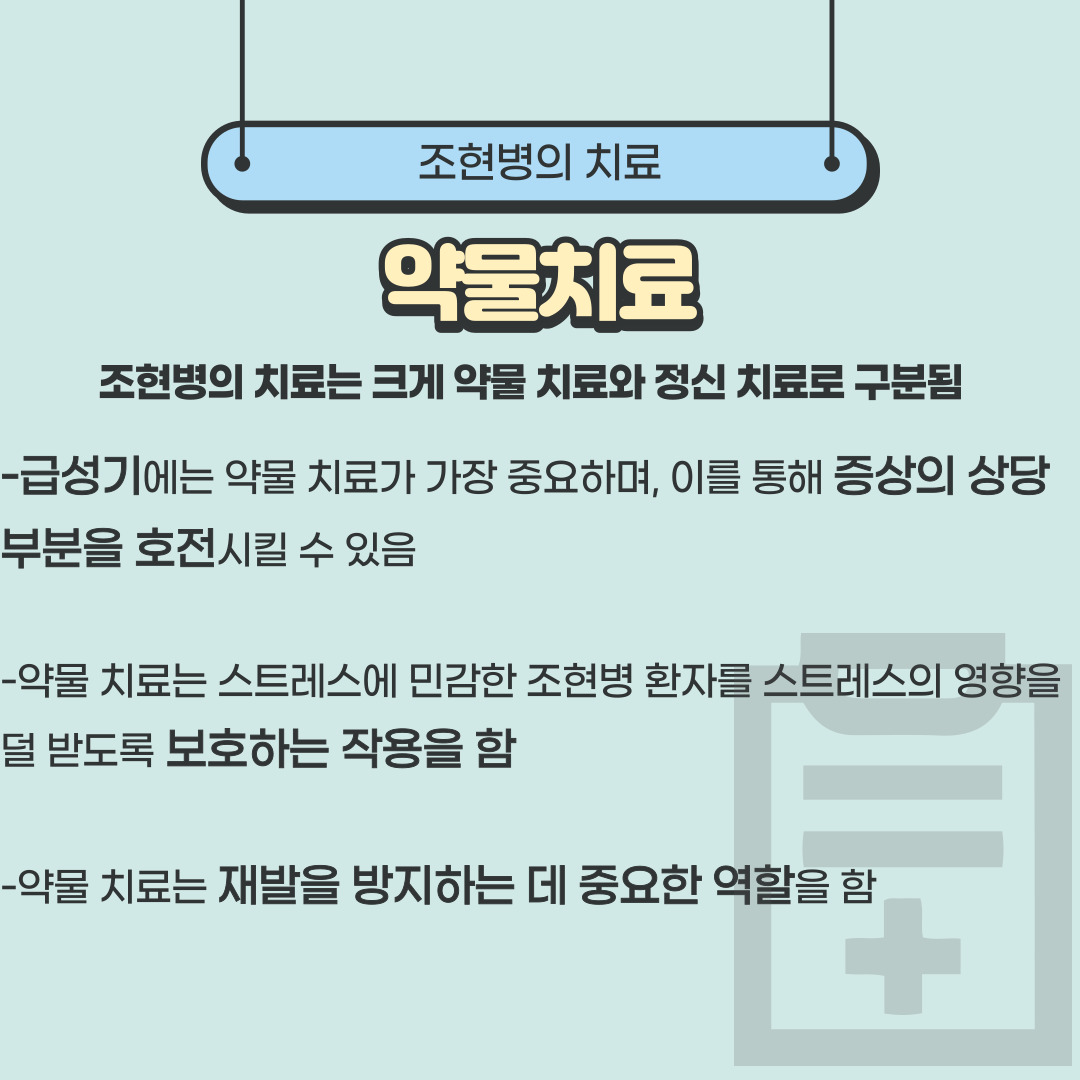 조현병의 치료
약물치료
조현병의 치료는 크게 약물 치료와 정신 치료로 구분됨
-급성기에는 약물 치료가 가장 중요하며, 이를 통해 증상의 상당
부분을 호전시킬 수 있음
-약물 치료는 스트레스에 민감한 조현병 환자를 스트레스의 영향을
덜 받도록 보호하는 작용을 함
-약물 치료는 재발을 방지하는 데 중요한 역할을 함